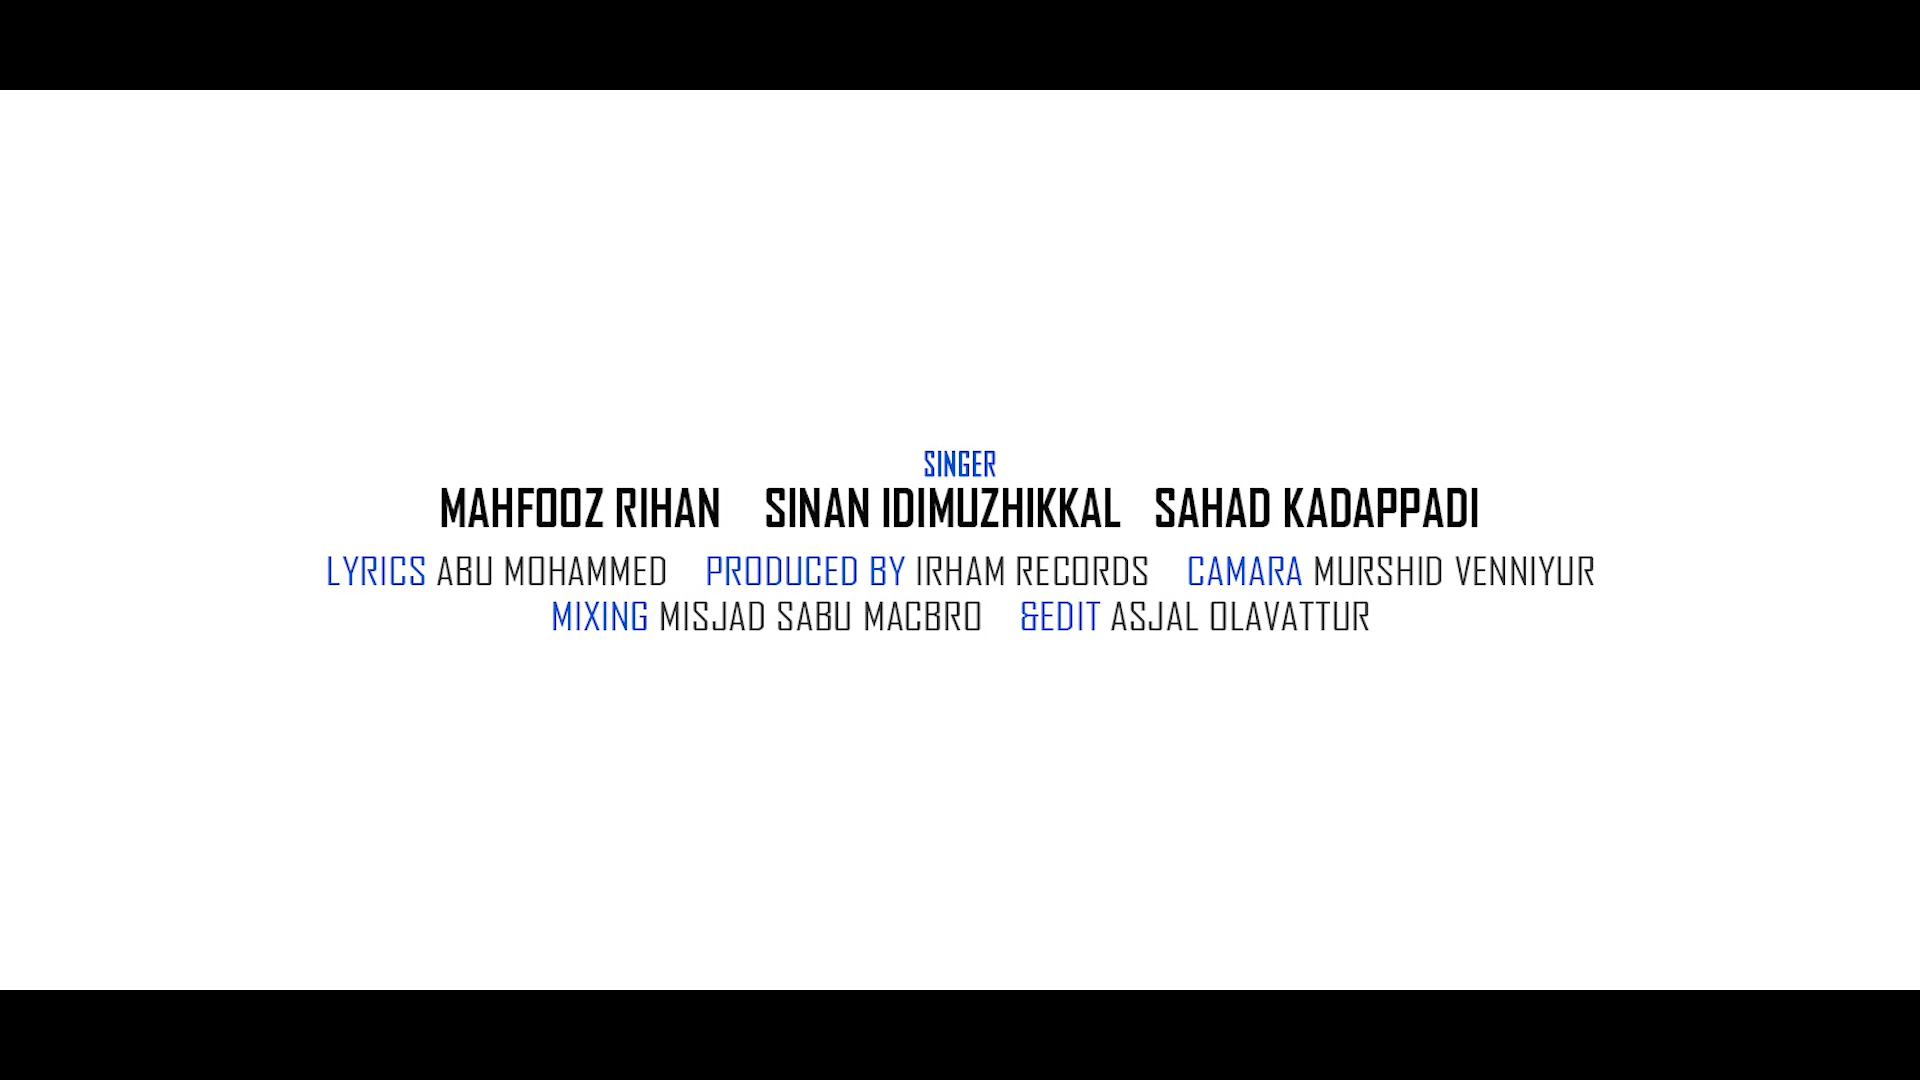 SINGER
MAHFOOZ RIHAN SINAN IDIMUZHIKKAL SAHAD KADAPPADI
LYRICS ABU MOHAMMED PRODUCED BY IRHAM RECORDS CAMARA MURSHID VENNIYUR
MIXING MISJAD SABU MACBRO &EDIT ASJAL OLAVATTUR